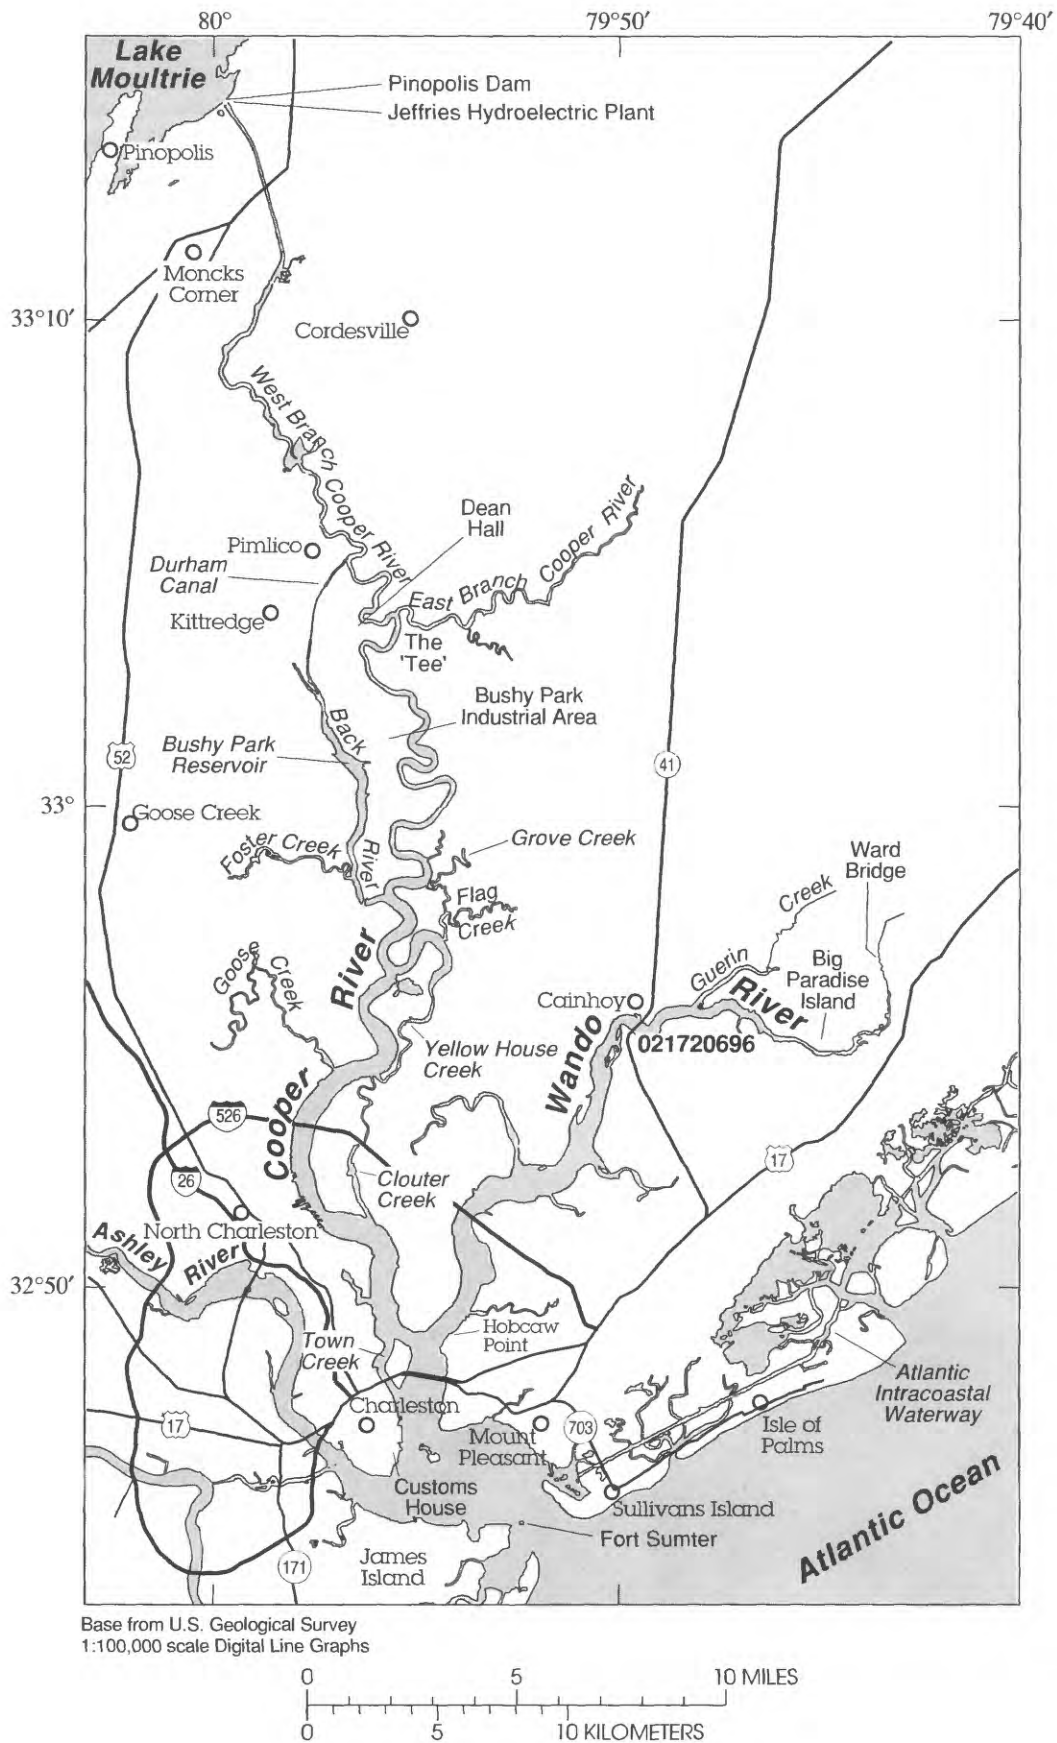 80° 79°50′ 79°40′
Lake
Moultrie
Pinopolis Dam
Jeffries Hydroelectric Plant
Pinopolis
Moncks
Corner
33°10′
Cordesville
West Branch Cooper River
Dean
Hall
Pimlico
Durham
Canal
East Branch Cooper River
Kittredge
The
'Tee'
Bushy Park
Industrial Area
Back River
Bushy Park
Reservoir
52
41
33°
Goose Creek
Foster Creek
Grove Creek
Ward
Bridge
Flag
Creek
Guerin Creek
Big
Paradise
Island
Goose Creek
Cooper River
Cainhoy
Wando River
021720696
Yellow House
Creek
526
17
26
Clouter
Creek
North Charleston
Ashley River
32°50′
Hobcaw
Point
Town
Creek
Atlantic
Intracoastal
Waterway
Charleston
17
703
Mount
Pleasant
Isle of
Palms
Customs
House
Sullivans Island
Fort Sumter
Atlantic Ocean
James
Island
171
Base from U.S. Geological Survey
1:100,000 scale Digital Line Graphs
0 5 10 MILES
0 5 10 KILOMETERS